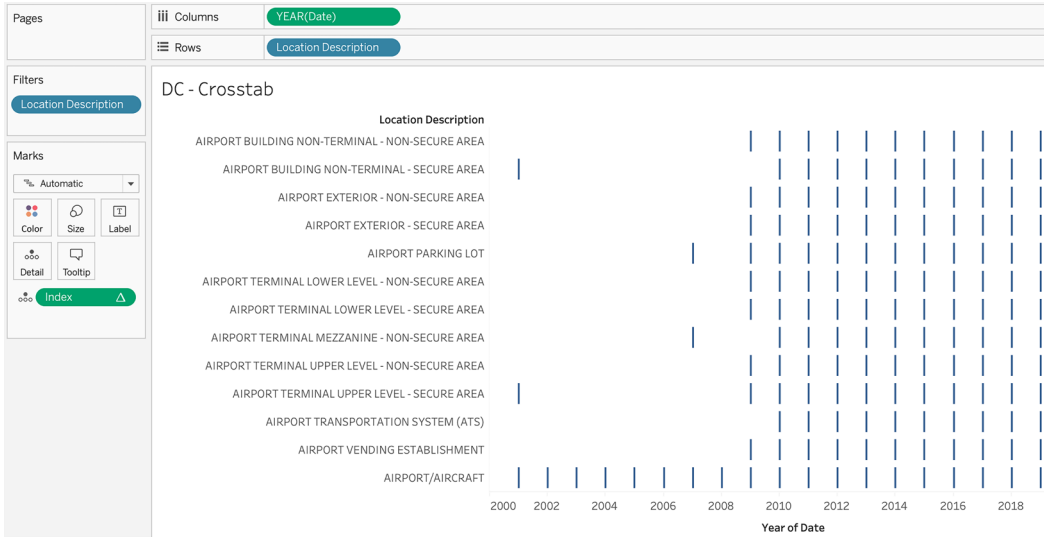 Pages
Columns
YEAR(Date)
Rows
Location Description
Filters
Location Description
Marks
Automatic
Color
Size
T
Label
Detail
Tooltip
Index
DC - Crosstab
Location Description
AIRPORT BUILDING NON-TERMINAL - NON-SECURE AREA
AIRPORT BUILDING NON-TERMINAL - SECURE AREA
AIRPORT EXTERIOR - NON-SECURE AREA
AIRPORT EXTERIOR - SECURE AREA
AIRPORT PARKING LOT
AIRPORT TERMINAL LOWER LEVEL - NON-SECURE AREA
AIRPORT TERMINAL LOWER LEVEL - SECURE AREA
AIRPORT TERMINAL MEZZANINE - NON-SECURE AREA
AIRPORT TERMINAL UPPER LEVEL - NON-SECURE AREA
AIRPORT TERMINAL UPPER LEVEL - SECURE AREA
AIRPORT TRANSPORTATION SYSTEM (ATS)
AIRPORT VENDING ESTABLISHMENT
AIRPORT/AIRCRAFT
2000 2002 2004 2006 2008 2010 2012 2014 2016 2018
Year of Date